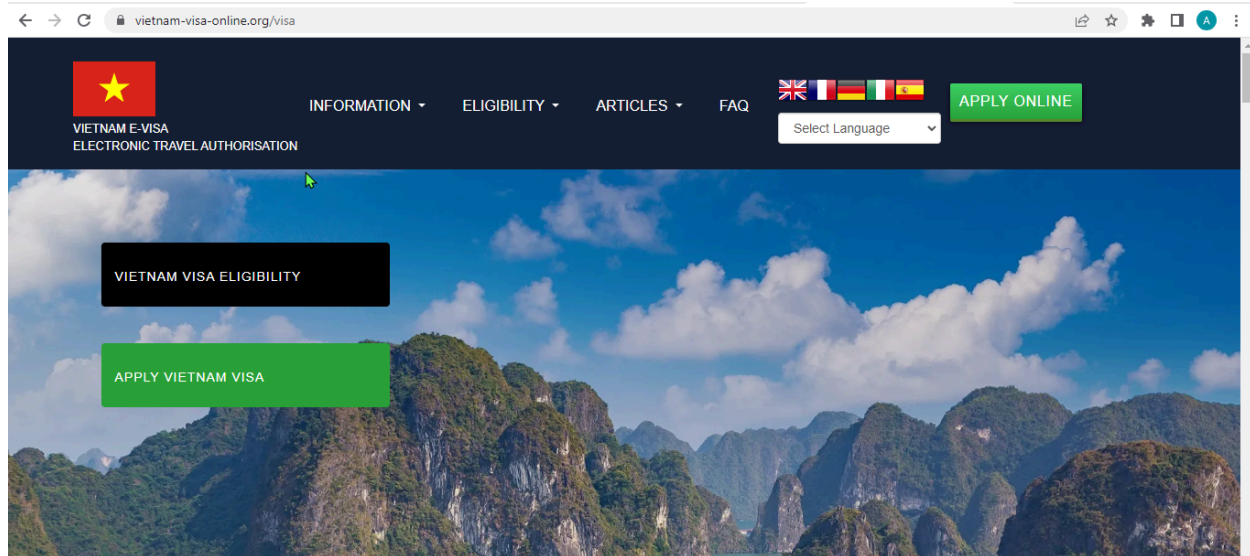 vietnam-visa-online.org/visa
A
VIETNAM E-VISA
ELECTRONIC TRAVEL AUTHORISATION
INFORMATION
ELIGIBILITY
ARTICLES
FAQ
Select Language
APPLY ONLINE
VIETNAM VISA ELIGIBILITY
APPLY VIETNAM VISA